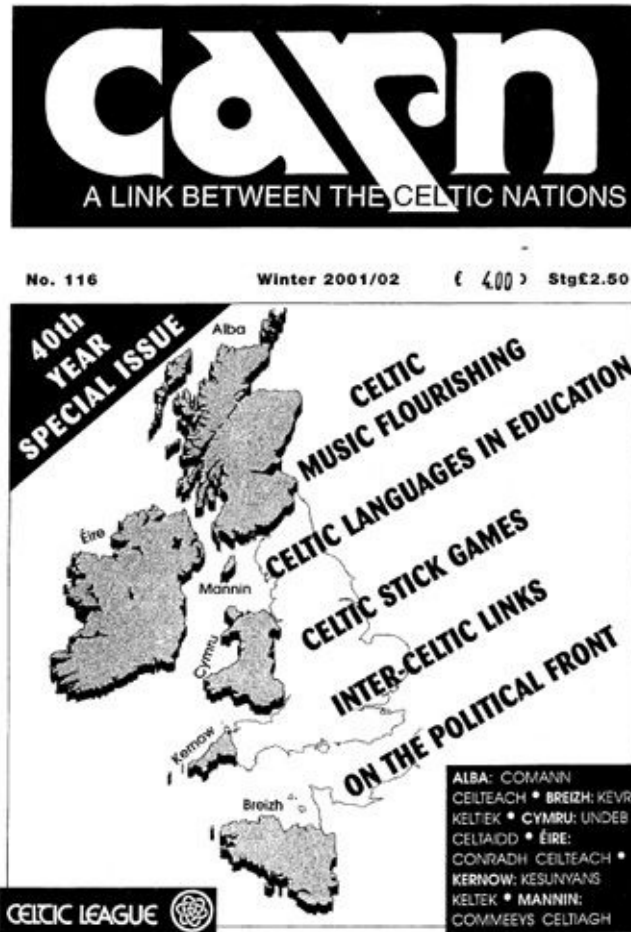 carn
A LINK BETWEEN THE CELTIC NATIONS
No. 116 Winter 2001/02 € 4.00 Stg£2.50
40th
YEAR
SPECIAL ISSUE
Alba
Éire
Mannin
Cymru
Kernow
Breizh
CELTIC
MUSIC FLOURISHING
CELTIC LANGUAGES IN EDUCATION
CELTIC STICK GAMES
INTER-CELTIC LINKS
ON THE POLITICAL FRONT
ALBA: COMANN
CEILTEACH • BREIZH: KEVR
KELTIEK • CYMRU: UNDEB
CELTAIDD • ÉIRE:
CONRADH CEILTEACH •
KERNOW: KESUNYANS
KELTEK • MANNIN:
COMMEEYS CELTIAGH
CELTIC LEAGUE